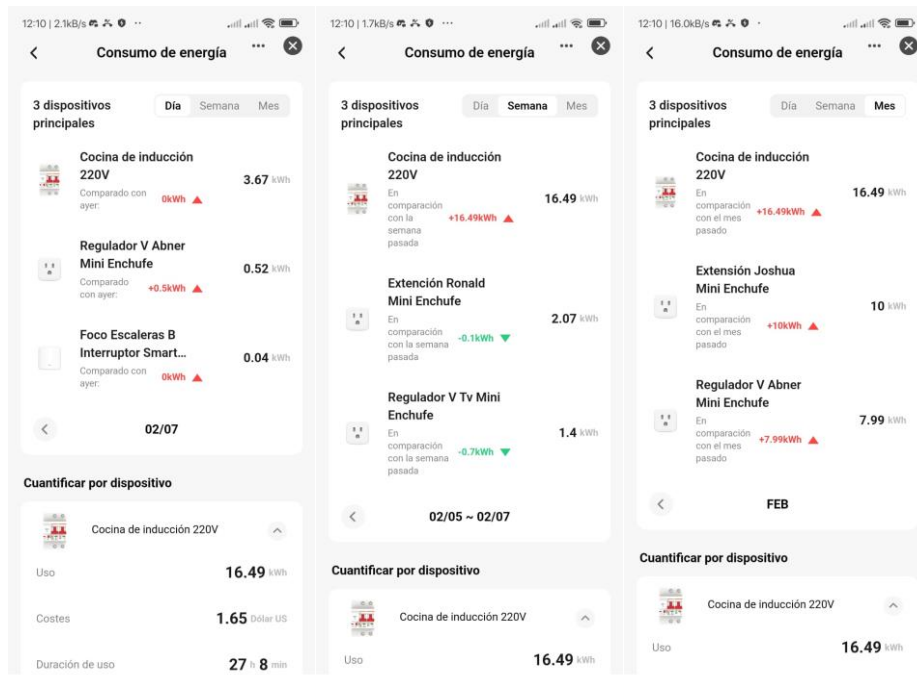 12:10 | 2.1kB/s
Consumo de energía
3 dispositivos
principales
Día Semana Mes
Cocina de inducción
220V
Comparado con
ayer:
0kWh
3.67 kWh
Regulador V Abner
Mini Enchufe
Comparado
con ayer:
+0.5kWh
0.52 kWh
Foco Escaleras B
Interruptor Smart...
Comparado con
ayer:
0kWh
0.04 kWh
02/07
Cuantificar por dispositivo
Cocina de inducción 220V
Uso
16.49 kWh
Costes
1.65 Dólar US
Duración de uso
27 h 8 min
12:10 | 1.7kB/s
Consumo de energía
3 dispositivos
principales
Día Semana Mes
Cocina de inducción
220V
En
comparación
con la
semana
pasada
+16.49kWh
16.49 kWh
Extención Ronald
Mini Enchufe
En
comparación
con la semana
pasada
-0.1kWh
2.07 kWh
Regulador V Tv Mini
Enchufe
En
comparación
con la semana
pasada
-0.7kWh
1.4 kWh
02/05 ~ 02/07
Cuantificar por dispositivo
Cocina de inducción 220V
Uso
16.49 kWh
12:10 | 16.0kB/s
Consumo de energía
3 dispositivos
principales
Día Semana Mes
Cocina de inducción
220V
En
comparación
con el mes
pasado
+16.49kWh
16.49 kWh
Extensión Joshua
Mini Enchufe
En
comparación
con el mes
pasado
+10kWh
10 kWh
Regulador V Abner
Mini Enchufe
En
comparación
con el mes
pasado
+7.99kWh
7.99 kWh
FEB
Cuantificar por dispositivo
Cocina de inducción 220V
Uso
16.49 kWh